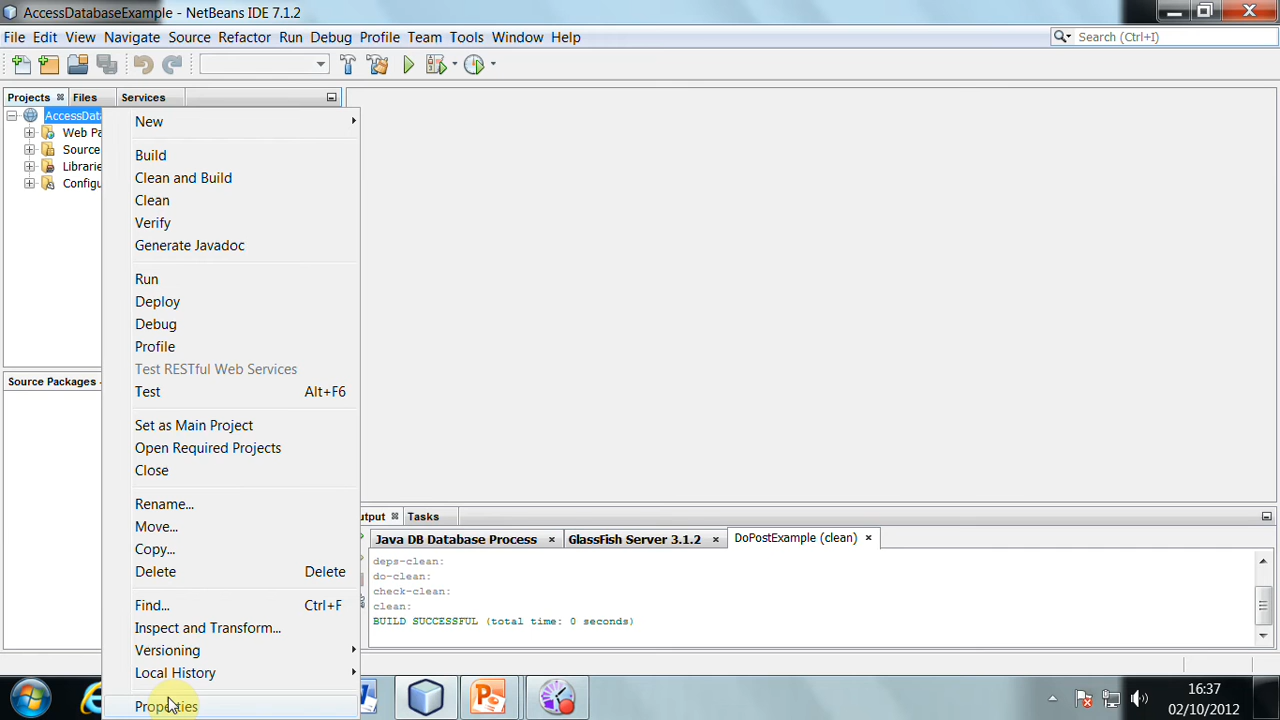 AccessDatabaseExample - NetBeans IDE 7.1.2
File Edit View Navigate Source Refactor Run Debug Profile Team Tools Window Help
Search (Ctrl+I)
Projects Files Services
AccessDat
Web Pa
Source
Librarie
Configu
Source Packages -
New
Build
Clean and Build
Clean
Verify
Generate Javadoc
Run
Deploy
Debug
Profile
Test RESTful Web Services
Test Alt+F6
Set as Main Project
Open Required Projects
Close
Rename...
Move...
Copy...
Delete Delete
Find... Ctrl+F
Inspect and Transform...
Versioning
Local History
Properties
utput Tasks
Java DB Database Process GlassFish Server 3.1.2 DoPostExample (clean)
deps-clean:
do-clean:
check-clean:
clean:
BUILD SUCCESSFUL (total time: 0 seconds)
16:37
02/10/2012